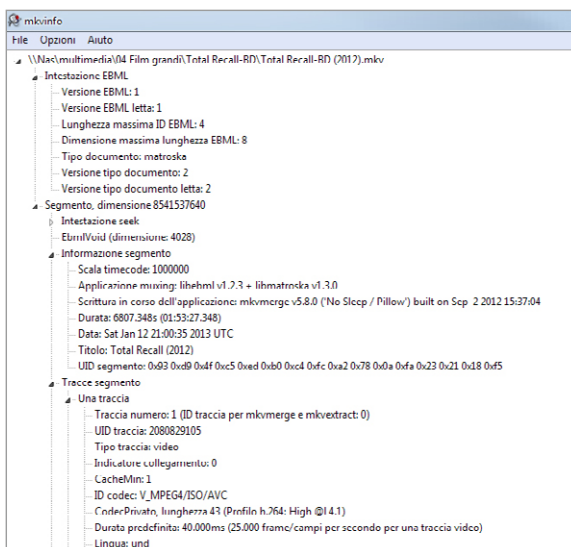 mkvinfo
File Opzioni Aiuto
\\Nas\multimedia\04 Film grandi\Total Recall-BD\Total Recall-BD (2012).mkv
Intestazione EBML
Versione EBML: 1
Versione EBML letta: 1
Lunghezza massima ID EBML: 4
Dimensione massima lunghezza EBML: 8
Tipo documento: matroska
Versione tipo documento: 2
Versione tipo documento letta: 2
Segmento, dimensione 8541537640
Intestazione seek
EbmlVoid (dimensione: 4028)
Informazione segmento
Scala timecode: 1000000
Applicazione muxing: libebml v1.2.3 + libmatroska v1.3.0
Scrittura in corso dell'applicazione: mkvmerge v5.8.0 ('No Sleep / Pillow') built on Sep 2 2012 15:37:04
Durata: 6807.348s (01:53:27.348)
Data: Sat Jan 12 21:00:35 2013 UTC
Titolo: Total Recall (2012)
UID segmento: 0x93 0xd9 0x4f 0xc5 0xed 0xb0 0xc4 0xfc 0xa2 0x78 0x0a 0xfa 0x23 0x21 0x18 0xf5
Tracce segmento
Una traccia
Traccia numero: 1 (ID traccia per mkvmerge e mkvextract: 0)
UID traccia: 2080829105
Tipo traccia: video
Indicatore collegamento: 0
CacheMin: 1
ID codec: V_MPEG4/ISO/AVC
CodecPrivato, lunghezza 43 (Profilo h.264: High @L4.1)
Durata predefinita: 40.000ms (25.000 frame/campi per secondo per una traccia video)
Lingua: und